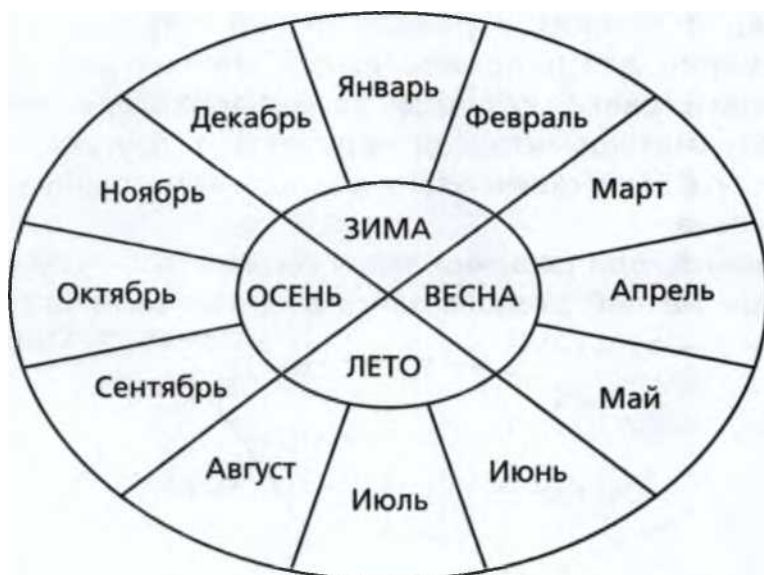 Январь
Февраль
Март
Апрель
Май
Июнь
Июль
Август
Сентябрь
Октябрь
Ноябрь
Декабрь
ЗИМА
ВЕСНА
ЛЕТО
ОСЕНЬ